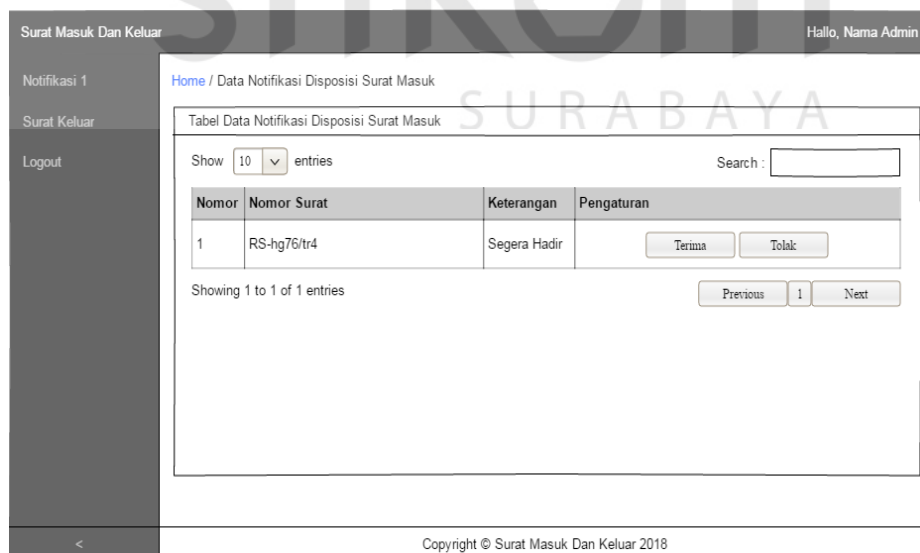 Surat Masuk Dan Keluar
Hallo, Nama Admin
Notifikasi 1
Surat Keluar
Logout
Home / Data Notifikasi Disposisi Surat Masuk
SURABAYA
Tabel Data Notifikasi Disposisi Surat Masuk
Show 10 entries
Search :
Nomor Nomor Surat Keterangan Pengaturan
1 RS-hg76/tr4 Segera Hadir Terima Tolak
Showing 1 to 1 of 1 entries
Previous 1 Next
< Copyright © Surat Masuk Dan Keluar 2018